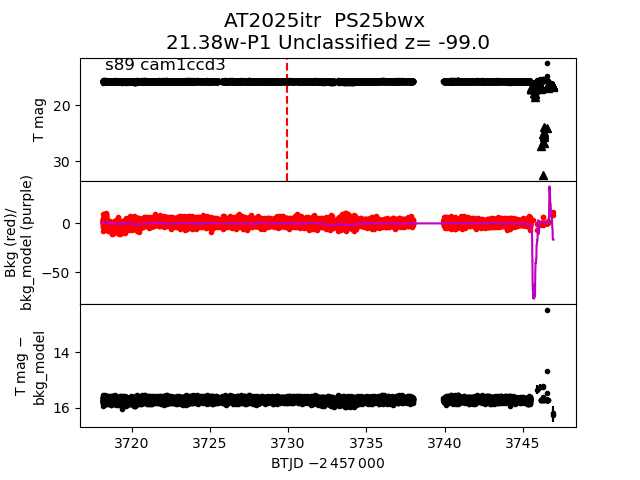 AT2025itr  PS25bwx
21.38w-P1 Unclassified z= -99.0
s89 cam1ccd3
T mag
20
30
Bkg (red)/
bkg_model (purple)
0
−50
T mag −
bkg_model
14
16
3720
3725
3730
3735
3740
3745
BTJD −2 457 000